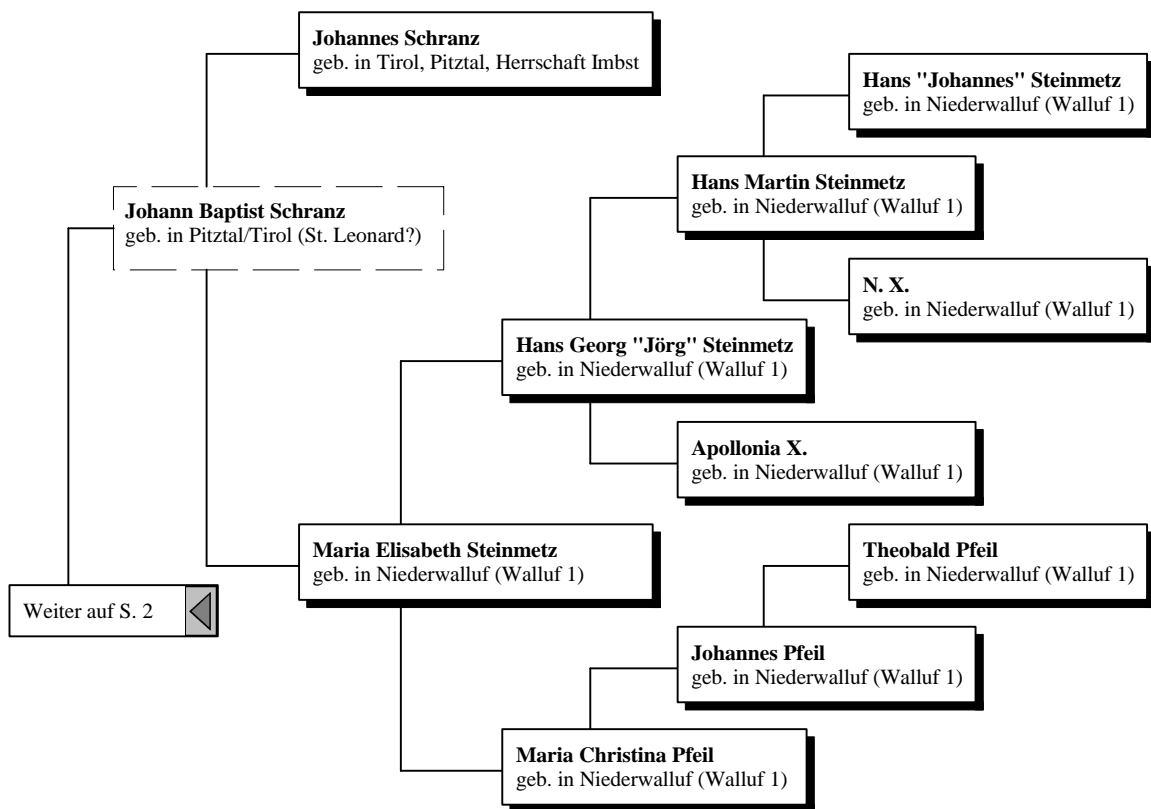 Johannes Schranz
geb. in Tirol, Pitztal, Herrschaft Imbst
Hans "Johannes" Steinmetz
geb. in Niederwalluf (Walluf 1)
Hans Martin Steinmetz
geb. in Niederwalluf (Walluf 1)
Johann Baptist Schranz
geb. in Pitztal/Tirol (St. Leonard?)
N. X.
geb. in Niederwalluf (Walluf 1)
Hans Georg "Jörg" Steinmetz
geb. in Niederwalluf (Walluf 1)
Apollonia X.
geb. in Niederwalluf (Walluf 1)
Maria Elisabeth Steinmetz
geb. in Niederwalluf (Walluf 1)
Theobald Pfeil
geb. in Niederwalluf (Walluf 1)
Weiter auf S. 2
Johannes Pfeil
geb. in Niederwalluf (Walluf 1)
Maria Christina Pfeil
geb. in Niederwalluf (Walluf 1)